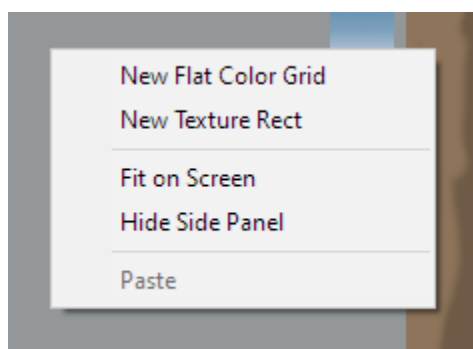 New Flat Color Grid
New Texture Rect
Fit on Screen
Hide Side Panel
Paste